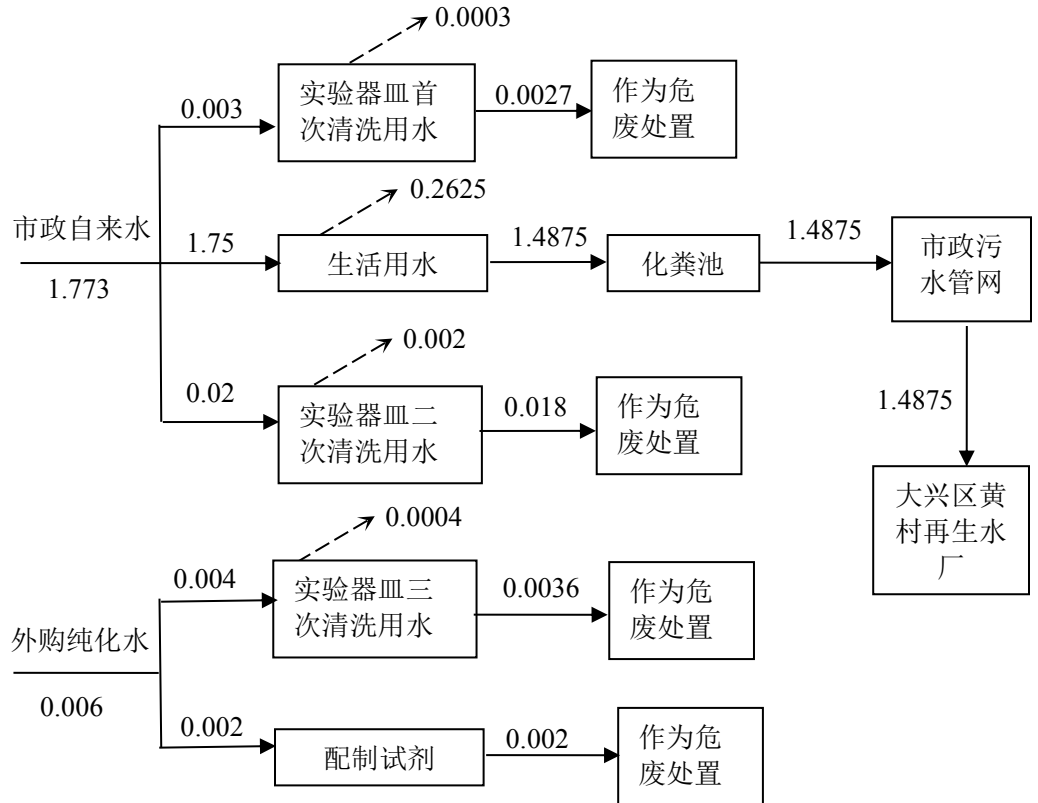 0.0003
实验器皿首
次清洗用水
0.003
0.0027
作为危
废处置
0.2625
市政自来水
1.773
1.75
生活用水
1.4875
化粪池
1.4875
市政污
水管网
0.002
0.02
实验器皿二
次清洗用水
0.018
作为危
废处置
1.4875
大兴区黄
村再生水
厂
0.0004
0.004
实验器皿三
次清洗用水
0.0036
作为危
废处置
外购纯化水
0.006
0.002
配制试剂
0.002
作为危
废处置